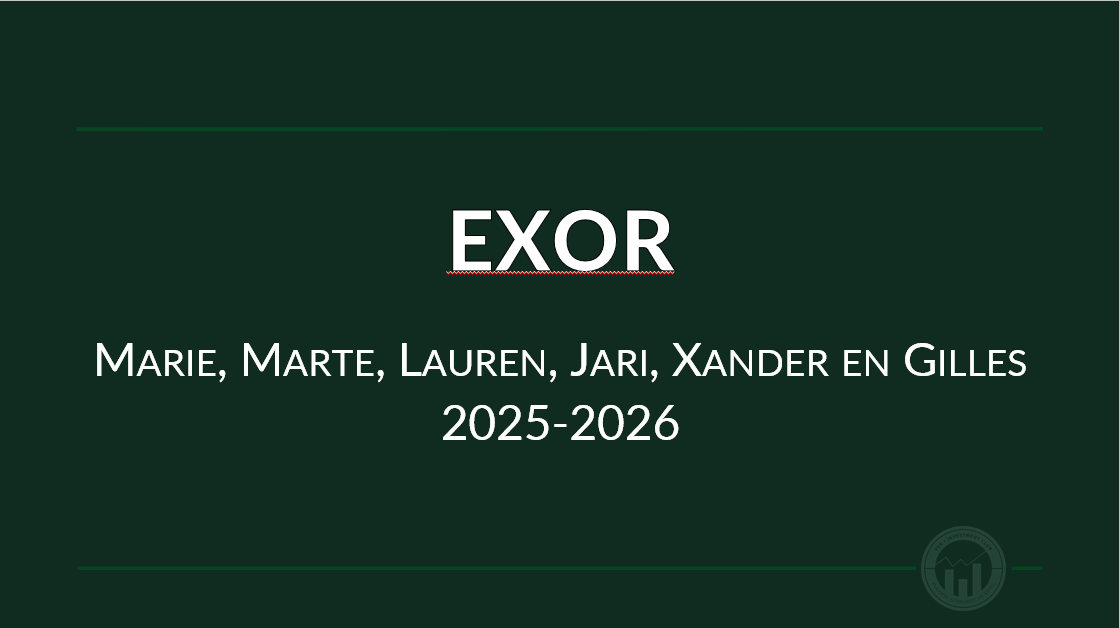 EXOR
Marie, Marte, Lauren, Jari, Xander en Gilles
2025-2026